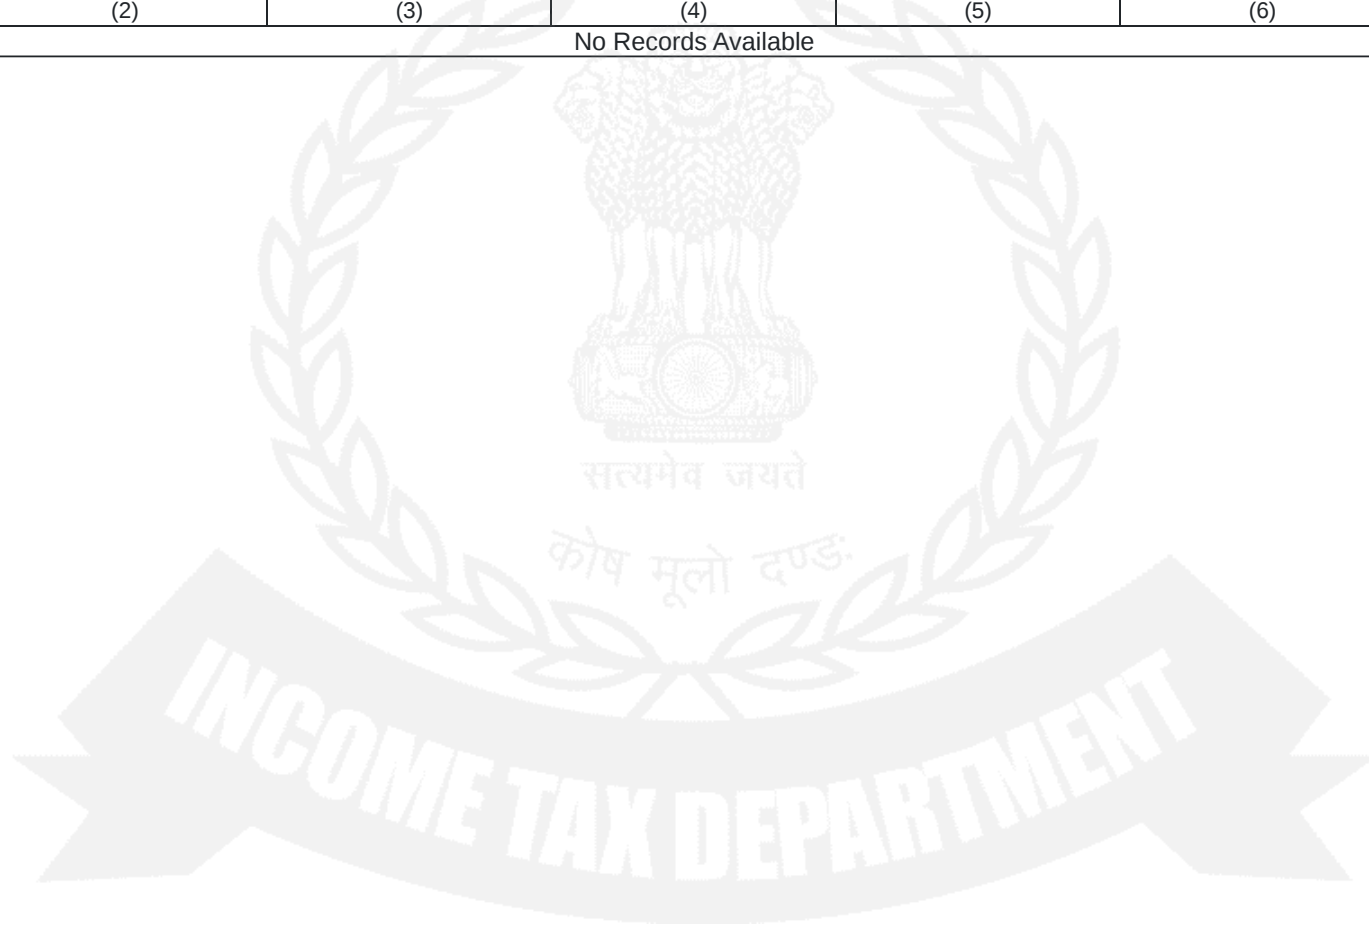 (2) (3) (4) (5) (6)
No Records Available
सत्यमेव जयते
कोष मूलो दण्डः
INCOME TAX DEPARTMENT